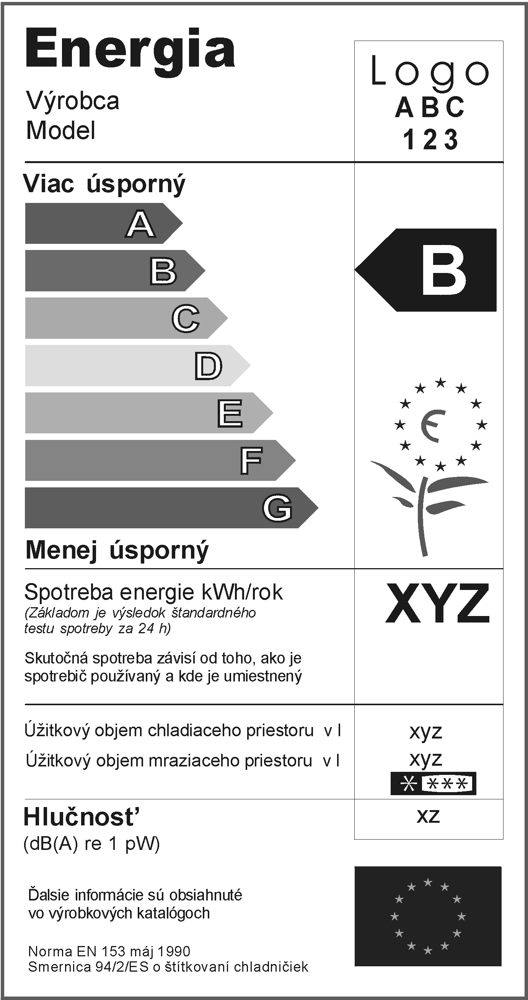 Energia
Logo
Výrobca
ABC
Model
123
Viac úsporný
A
B
B
C
D
E
F
G
Menej úsporný
Spotreba energie kWh/rok
XYZ
(Základom je výsledok štandardného
testu spotreby za 24 h)
Skutočná spotreba závisí od toho, ako je
spotrebič používaný a kde je umiestnený
Úžitkový objem chladiaceho priestoru v l
xyz
Úžitkový objem mraziaceho priestoru v l
xyz
* ***
Hlučnosť
xz
(dB(A) re 1 pW)
Ďalsie informácie sú obsiahnuté
vo výrobkových katalógoch
Norma EN 153 máj 1990
Smernica 94/2/ES o štítkovaní chladničiek